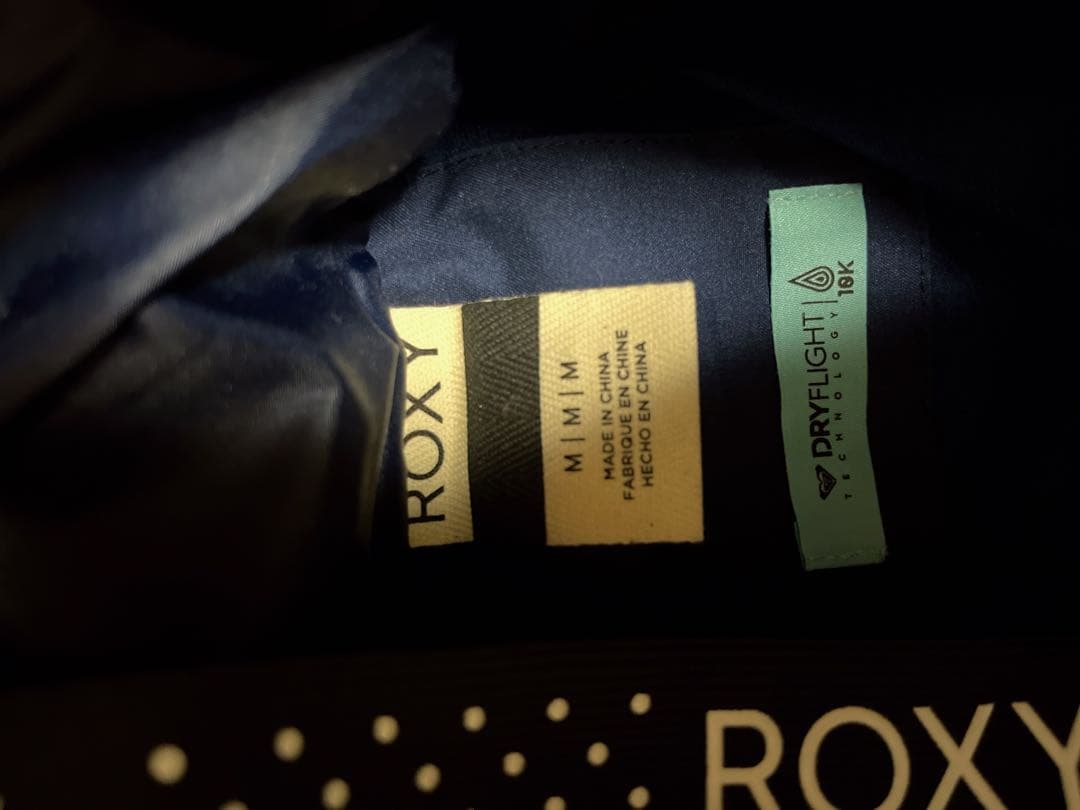 ROXY
M | M | M
MADE IN CHINA
FABRIQUE EN CHINE
HECHO EN CHINA
DRYFLIGHT
TECHNOLOGY
10K
ROXY